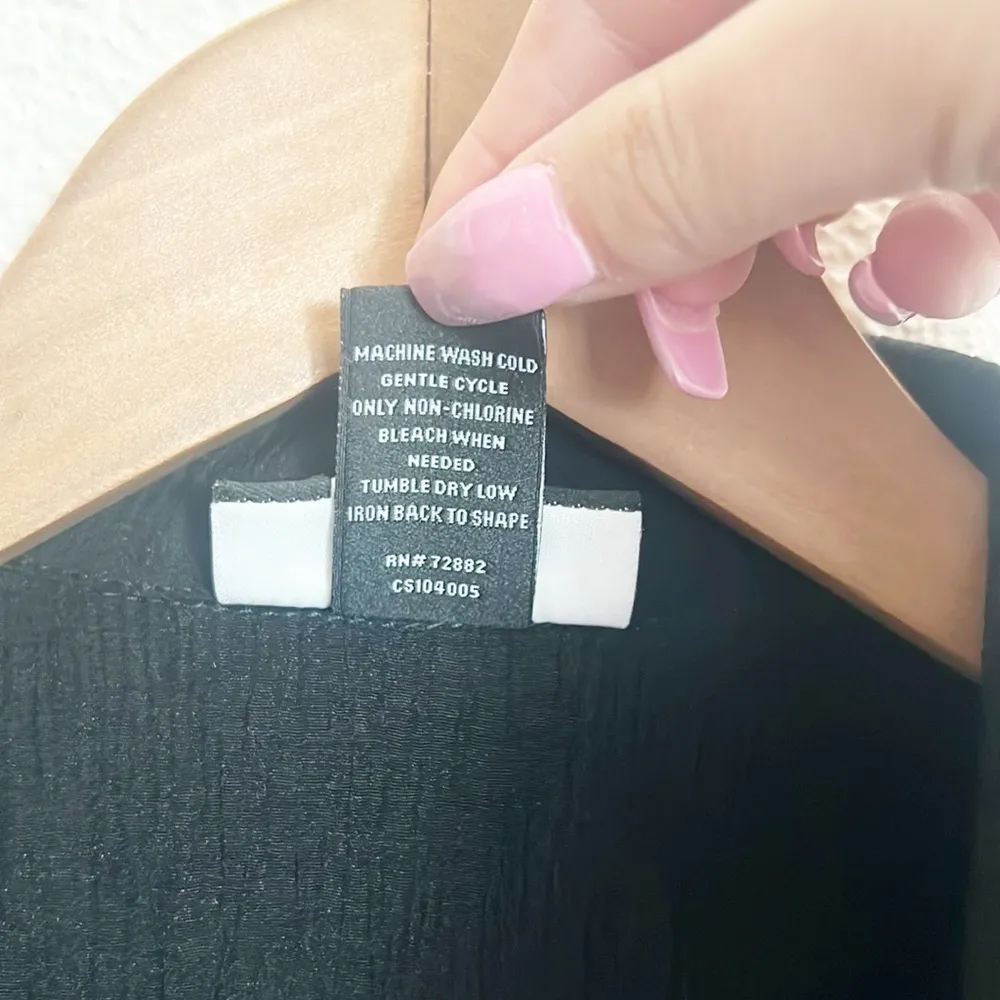 MACHINE WASH COLD
GENTLE CYCLE
ONLY NON-CHLORINE
BLEACH WHEN
NEEDED.
TUMBLE DRY LOW
IRON BACK TO SHAPE
RN# 72882
CS104005